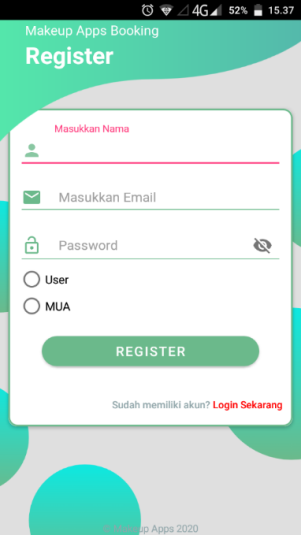 4G 52% 15.37
Makeup Apps Booking
Register
Masukkan Nama
Masukkan Email
Password
User
MUA
REGISTER
Sudah memiliki akun? Login Sekarang
Makeup Apps 2020